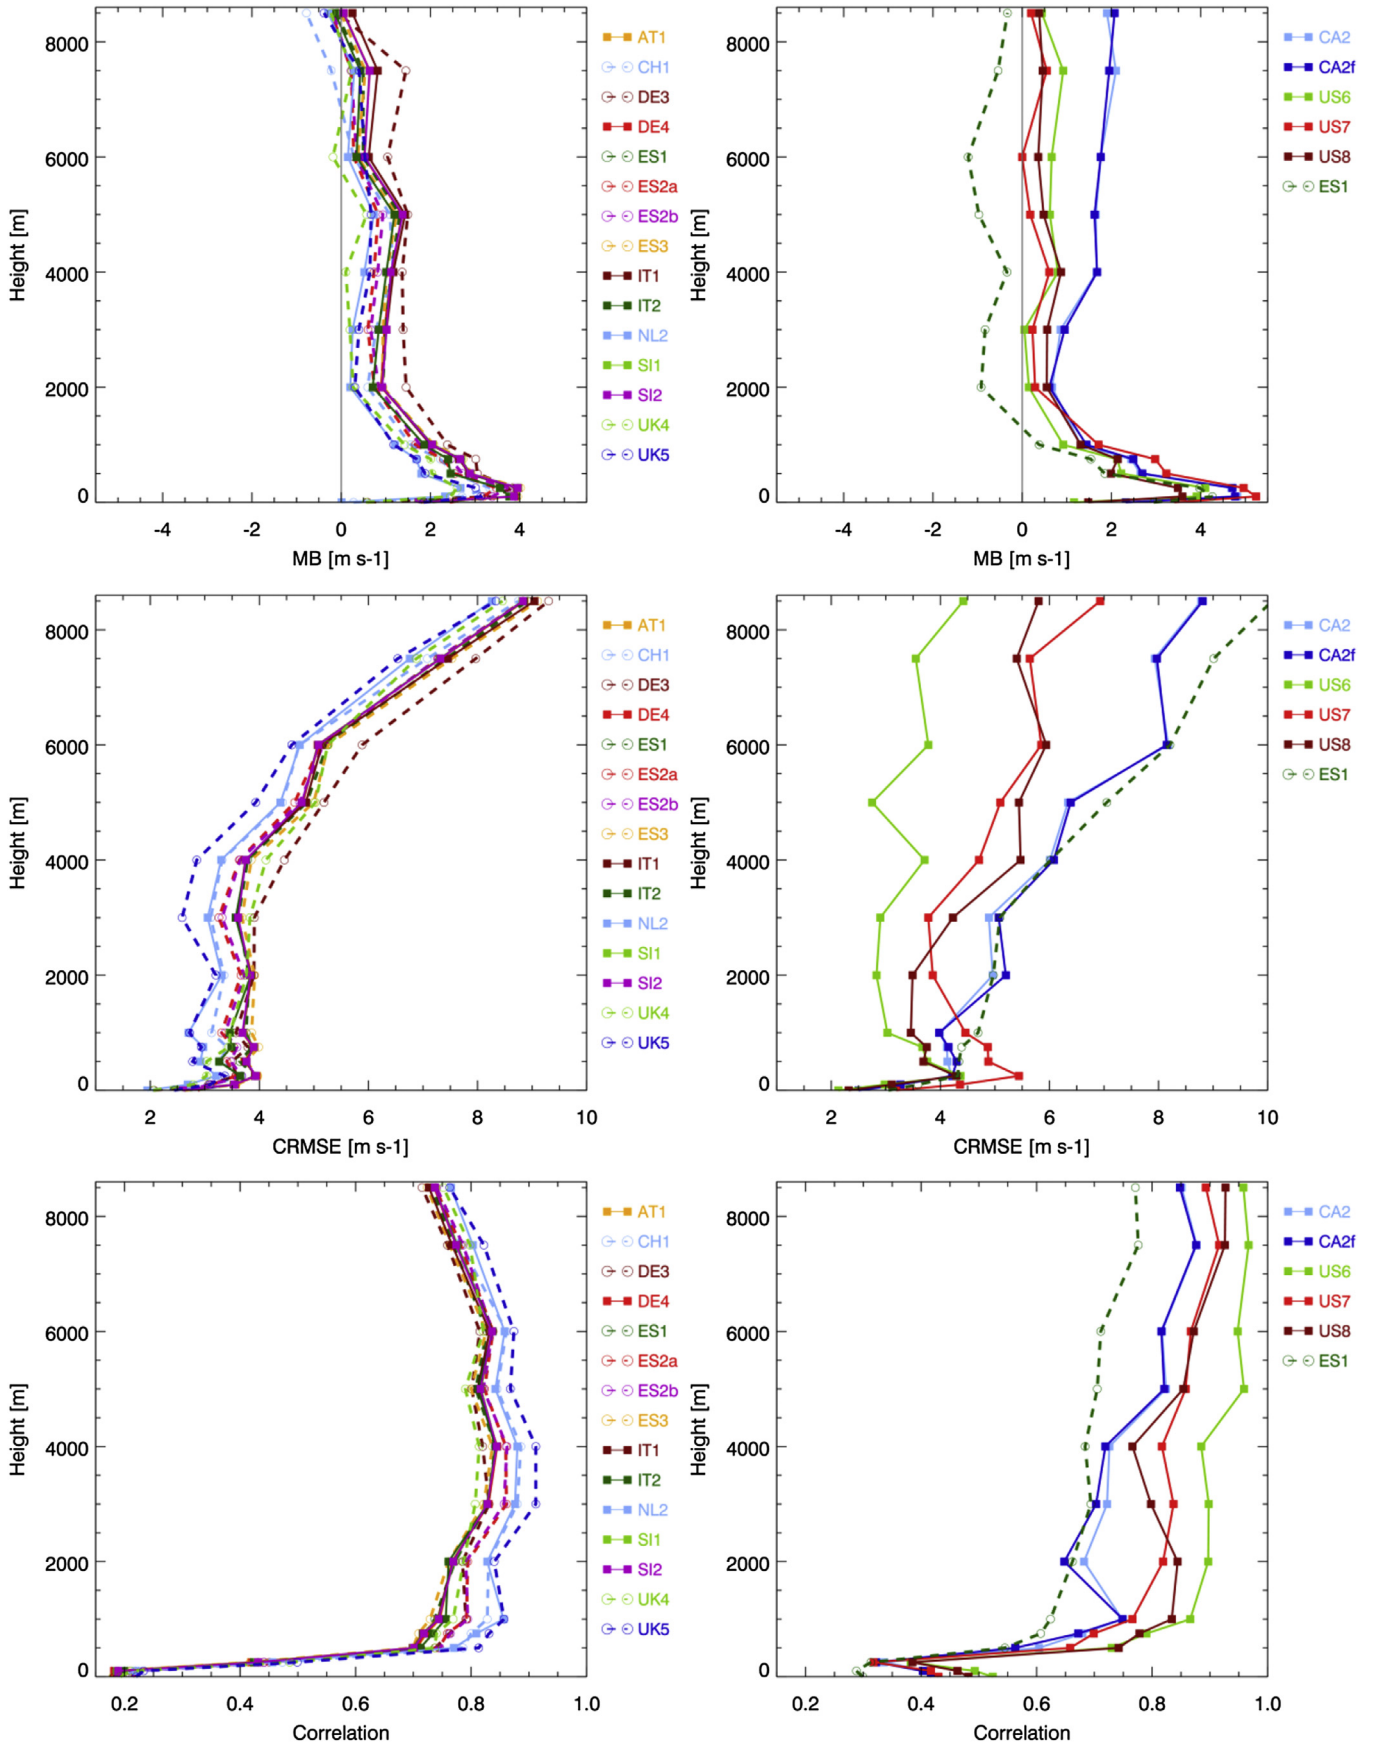 8000
6000
4000
2000
0
Height [m]
-4 -2 0 2 4
MB [m s-1]
AT1
CH1
DE3
DE4
ES1
ES2a
ES2b
ES3
IT1
IT2
NL2
SI1
SI2
UK4
UK5
8000
6000
4000
2000
0
Height [m]
-4 -2 0 2 4
MB [m s-1]
CA2
CA2f
US6
US7
US8
ES1
8000
6000
4000
2000
0
Height [m]
2 4 6 8 10
CRMSE [m s-1]
AT1
CH1
DE3
DE4
ES1
ES2a
ES2b
ES3
IT1
IT2
NL2
SI1
SI2
UK4
UK5
8000
6000
4000
2000
0
Height [m]
2 4 6 8 10
CRMSE [m s-1]
CA2
CA2f
US6
US7
US8
ES1
8000
6000
4000
2000
0
Height [m]
0.2 0.4 0.6 0.8 1.0
Correlation
AT1
CH1
DE3
DE4
ES1
ES2a
ES2b
ES3
IT1
IT2
NL2
SI1
SI2
UK4
UK5
8000
6000
4000
2000
0
Height [m]
0.2 0.4 0.6 0.8 1.0
Correlation
CA2
CA2f
US6
US7
US8
ES1